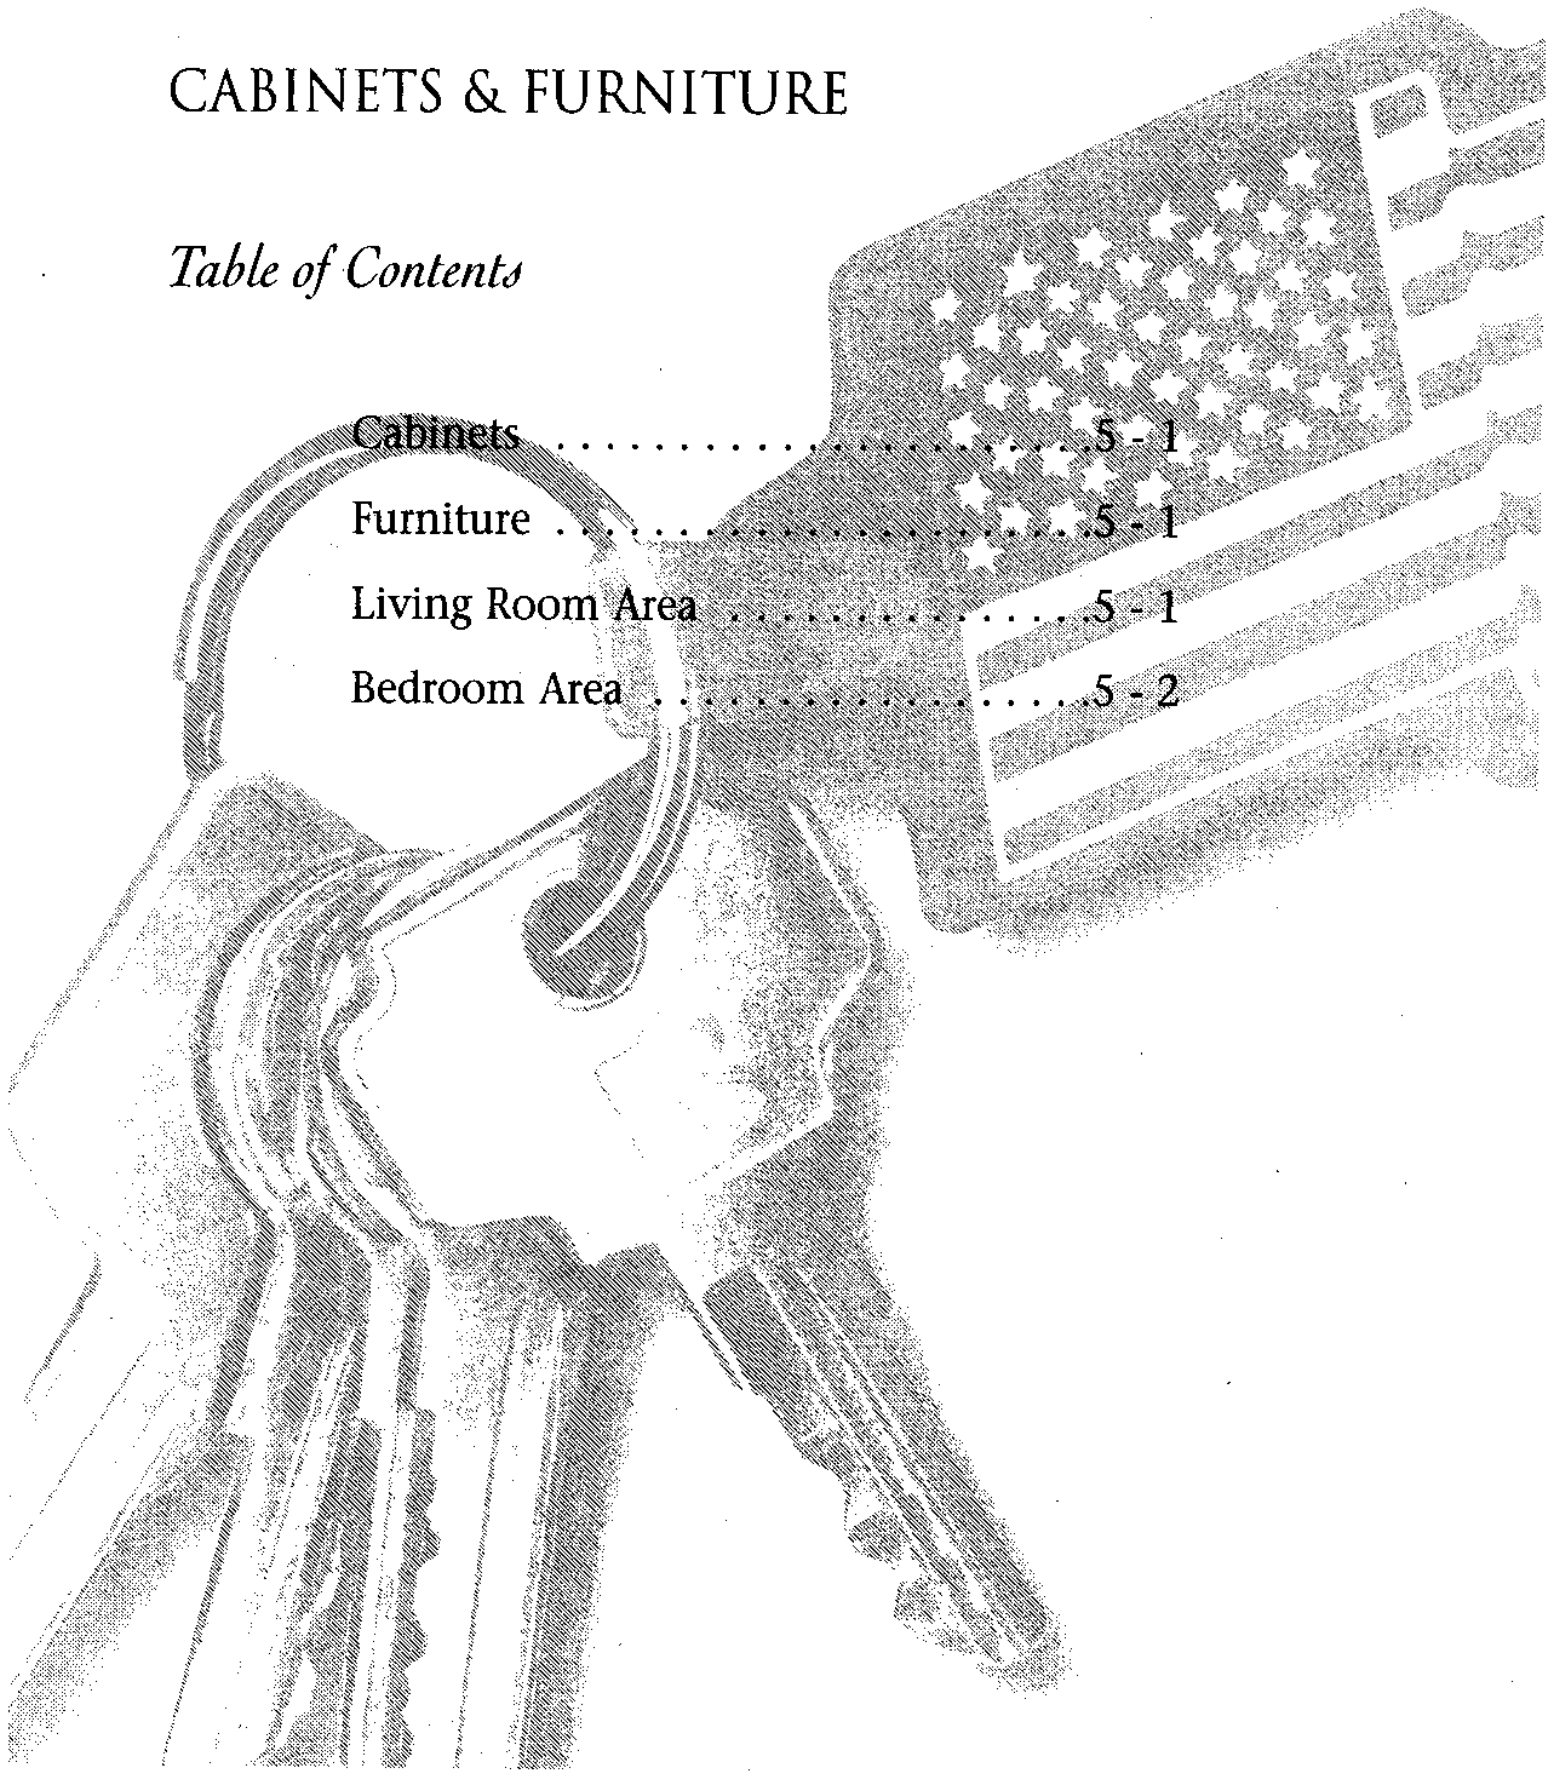 CABINETS & FURNITURE
Table of Contents
Cabinets . . . . . . . . . . . . . . . . . . . . . .5 - 1
Furniture . . . . . . . . . . . . . . . . . . . . . .5 - 1
Living Room Area . . . . . . . . . . . . . . .5 - 1
Bedroom Area . . . . . . . . . . . . . . . . . .5 - 2